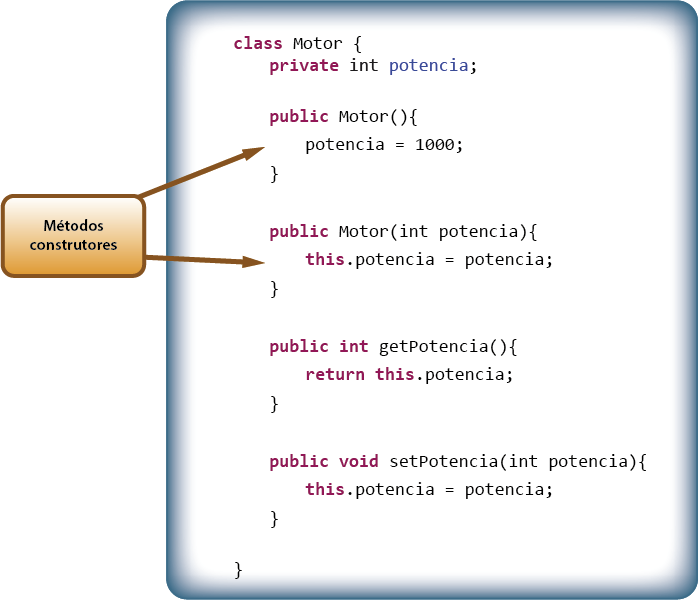 class Motor {
private int potencia;
public Motor(){
potencia = 1000;
}
public Motor(int potencia){
this.potencia = potencia;
}
public int getPotencia(){
return this.potencia;
}
public void setPotencia(int potencia){
this.potencia = potencia;
}
}
Métodos
construtores